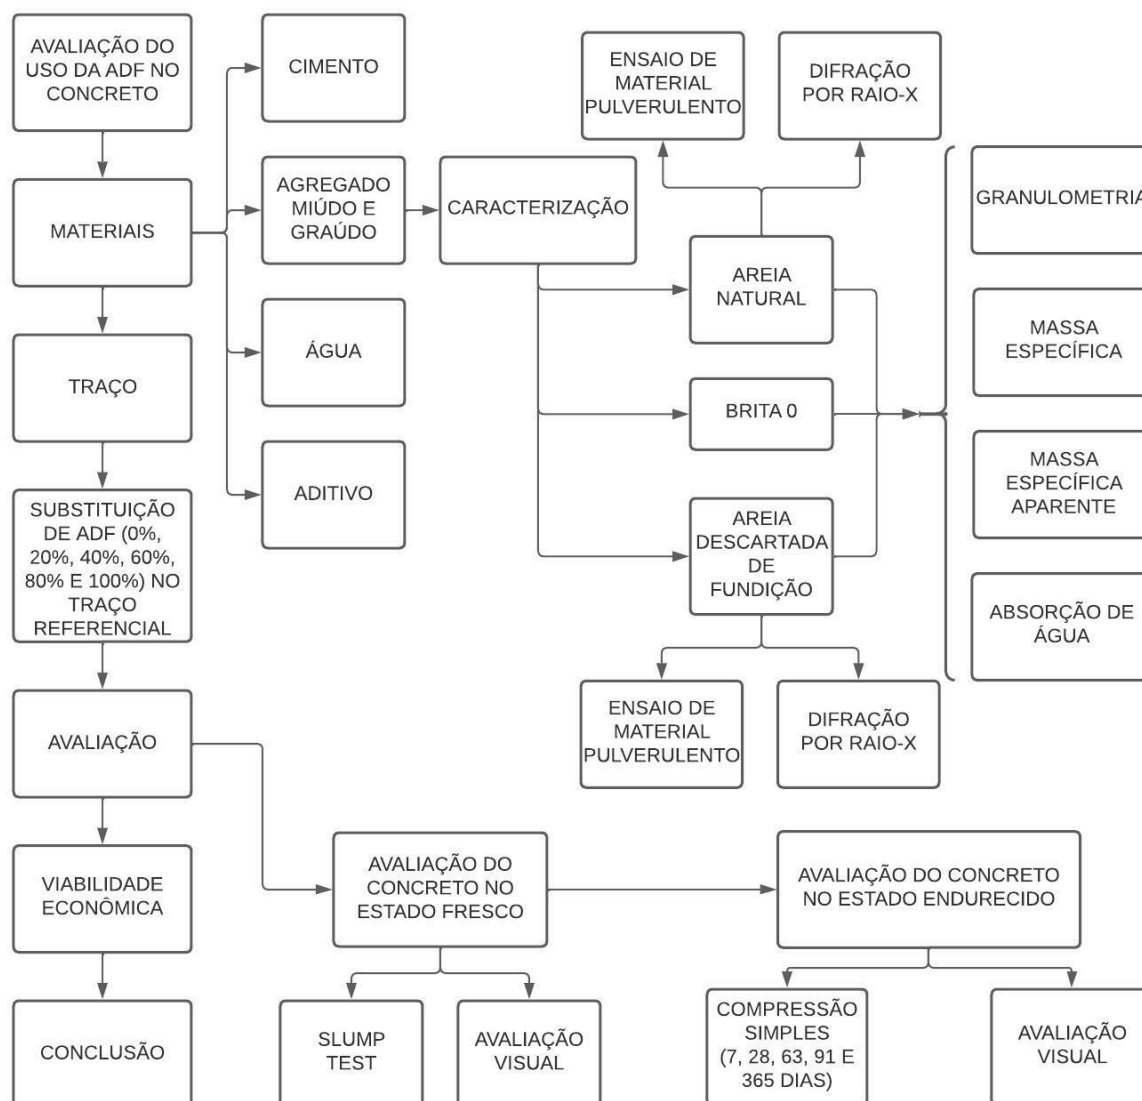 AVALIAÇÃO DO
USO DA ADF NO
CONCRETO
MATERIAIS
TRAÇO
SUBSTITUIÇÃO
DE ADF (0%,
20%, 40%, 60%,
80% E 100%) NO
TRAÇO
REFERENCIAL
AVALIAÇÃO
VIABILIDADE
ECONÔMICA
CONCLUSÃO
CIMENTO
AGREGADO
MIÚDO E
GRAÚDO
ÁGUA
ADITIVO
CARACTERIZAÇÃO
ENSAIO DE
MATERIAL
PULVERULENTO
DIFRAÇÃO
POR RAIO-X
AREIA
NATURAL
BRITA 0
AREIA
DESCARTADA
DE
FUNDIÇÃO
ENSAIO DE
MATERIAL
PULVERULENTO
DIFRAÇÃO
POR RAIO-X
GRANULOMETRIA
MASSA
ESPECÍFICA
MASSA
ESPECÍFICA
APARENTE
ABSORÇÃO DE
ÁGUA
AVALIAÇÃO DO
CONCRETO NO
ESTADO FRESCO
SLUMP
TEST
AVALIAÇÃO
VISUAL
AVALIAÇÃO DO CONCRETO
NO ESTADO ENDURECIDO
COMPRESSÃO
SIMPLES
(7, 28, 63, 91 E
365 DIAS)
AVALIAÇÃO
VISUAL